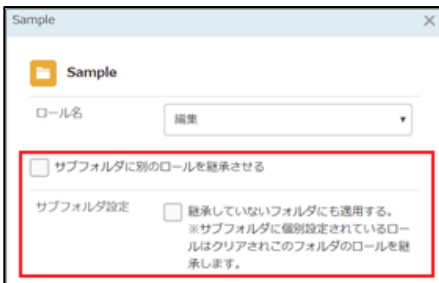 Sample
Sample
ロール名
編集
サブフォルダに別のロールを継承させる
サブフォルダ設定
継承していないフォルダにも適用する。
※サブフォルダに個別設定されているロー
ルはクリアされこのフォルダのロールを継
承します。